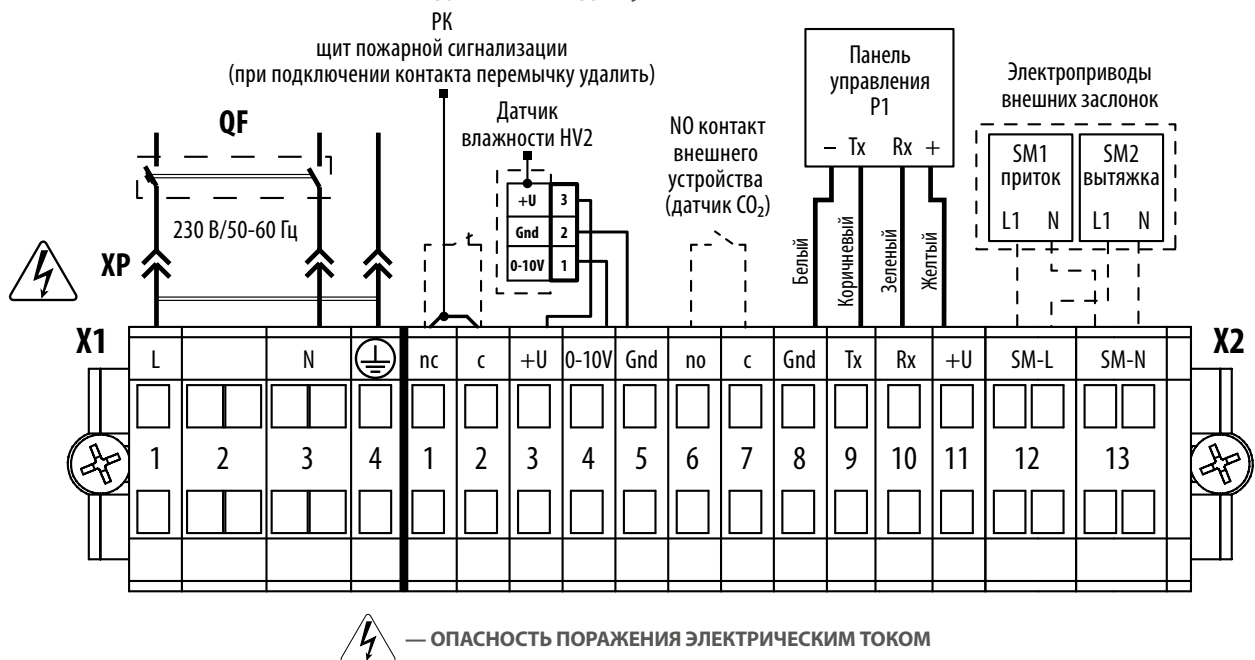 РК
щит пожарной сигнализации
(при подключении контакта перемычку удалить)
QF
230 В/50-60 Гц
XP
Датчик
влажности HV2
+U 3
Gnd 2
0-10V 1
NO контакт
внешнего
устройства
(датчик CO₂)
Панель
управления
P1
– Tx Rx +
Белый
Коричневый
Зеленый
Желтый
Электроприводы
внешних заслонок
SM1
приток
L1 N
SM2
вытяжка
L1 N
X1
X2
L N nc c +U 0-10V Gnd no c Gnd Tx Rx +U SM-L SM-N
1 2 3 4 1 2 3 4 5 6 7 8 9 10 11 12 13
— ОПАСНОСТЬ ПОРАЖЕНИЯ ЭЛЕКТРИЧЕСКИМ ТОКОМ